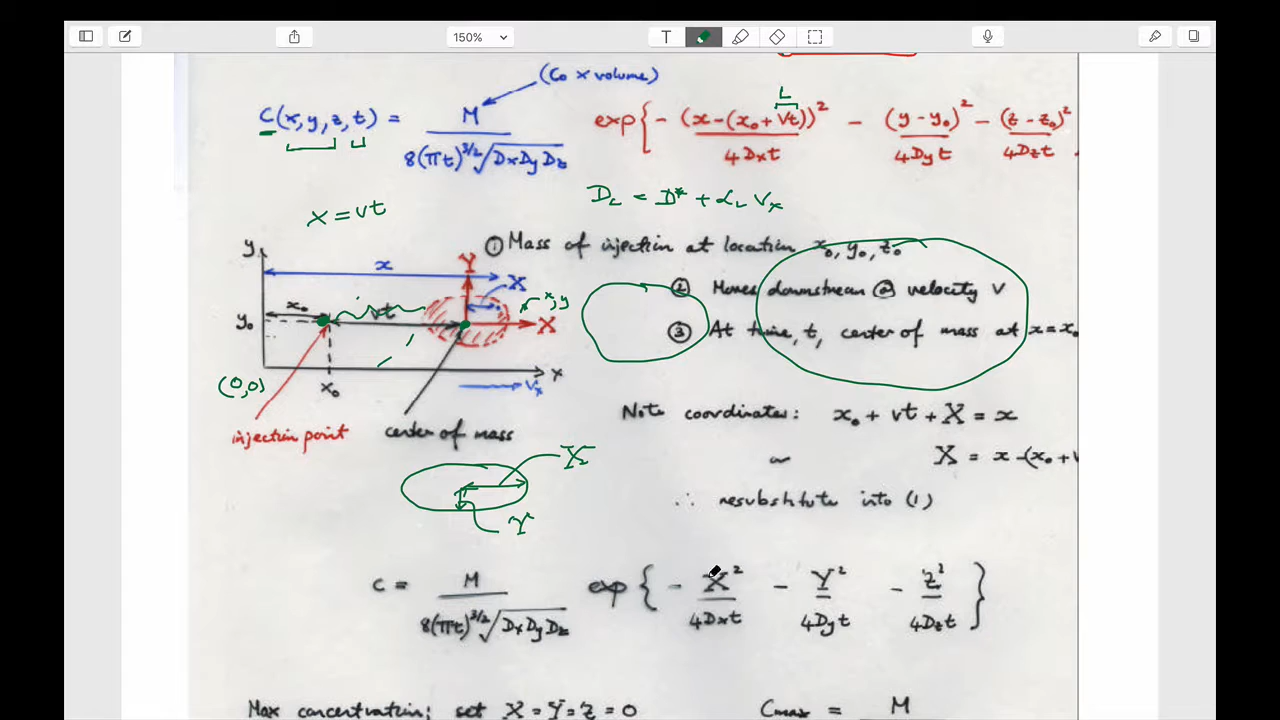 150%
T
(Co × volume)
C(x, y, z, t) = M / 8(πt)^3/2 √DxDyDz exp{ - (x-(x₀+vt))² / 4Dxt - (y-y₀)² / 4Dyt - (z-z₀)² / 4Dzt
L
D_L = D* + α_L Vx
x = vt
① Mass of injection at location x₀, y₀, z₀
② Moves downstream @ velocity v
③ At time, t, center of mass at x = x₀
y
x
Y
X
x₀
vt
x, y
X
y₀
(0,0)
x₀
x
Vx
injection point
center of mass
Note coordinates: x₀ + vt + X = x
or X = x - (x₀ + v
X
Y
∴ resubstitute into (1)
C = M / 8(πt)^3/2 √DxDyDz exp{ - X² / 4Dxt - Y² / 4Dyt - Z² / 4Dzt }
Max concentration: set X = Y = Z = 0 Cmax = M